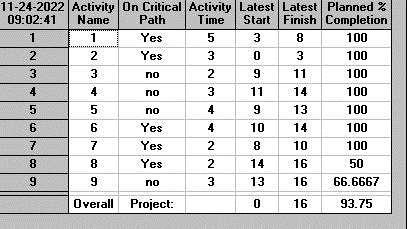 11-24-2022 Activity On Critical Activity Latest Latest Planned %
09:02:41 Name Path Time Start Finish Completion
1 1 Yes 5 3 8 100
2 2 Yes 3 0 3 100
3 3 no 2 9 11 100
4 4 no 3 11 14 100
5 5 no 4 9 13 100
6 6 Yes 4 10 14 100
7 7 Yes 2 8 10 100
8 8 Yes 2 14 16 50
9 9 no 3 13 16 66.6667
Overall Project: 0 16 93.75